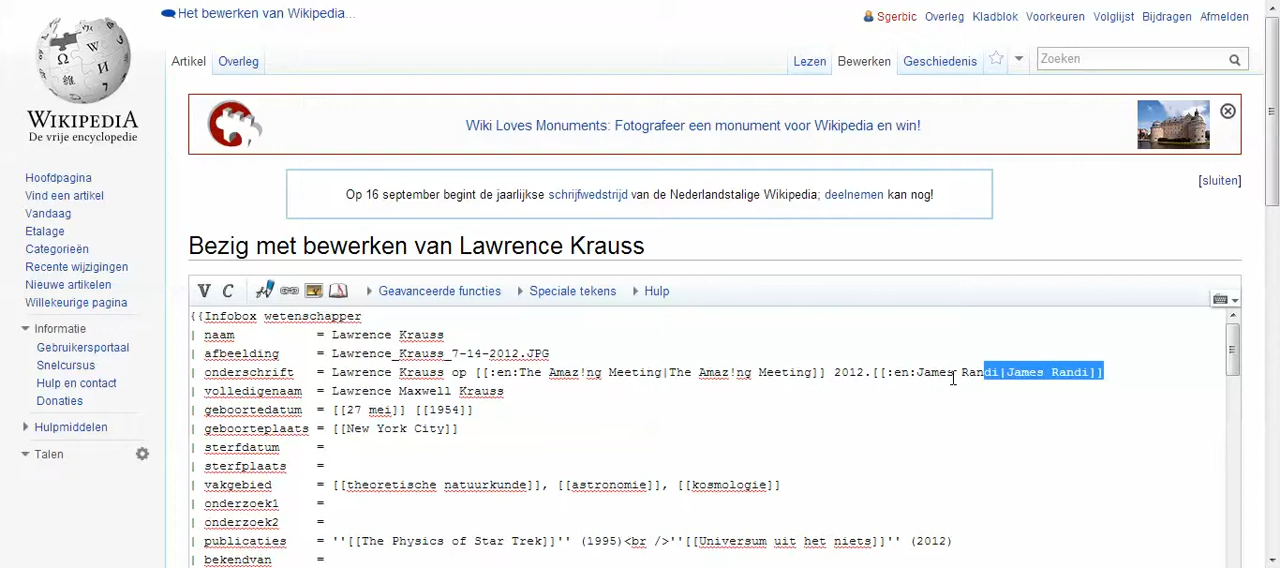 Het bewerken van Wikipedia...
Sgerbic Overleg Kladblok Voorkeuren Volglijst Bijdragen Afmelden
Artikel Overleg Lezen Bewerken Geschiedenis Zoeken
WIKIPEDIA
De vrije encyclopedie
Wiki Loves Monuments: Fotografeer een monument voor Wikipedia en win!
Op 16 september begint de jaarlijkse schrijfwedstrijd van de Nederlandstalige Wikipedia; deelnemen kan nog!
[sluiten]
Hoofdpagina
Vind een artikel
Vandaag
Etalage
Categorieën
Recente wijzigingen
Nieuwe artikelen
Willekeurige pagina
Informatie
Gebruikersportaal
Snelcursus
Hulp en contact
Donaties
Hulpmiddelen
Talen
Bezig met bewerken van Lawrence Krauss
V C Geavanceerde functies Speciale tekens Hulp
{{Infobox wetenschapper
| naam = Lawrence Krauss
| afbeelding = Lawrence_Krauss_7-14-2012.JPG
| onderschrift = Lawrence Krauss op [[:en:The Amaz!ng Meeting|The Amaz!ng Meeting]] 2012.[[:en:James Randi|James Randi]]
| volledigenaam = Lawrence Maxwell Krauss
| geboortedatum = [[27 mei]] [[1954]]
| geboorteplaats = [[New York City]]
| sterfdatum =
| sterfplaats =
| vakgebied = [[theoretische natuurkunde]], [[astronomie]], [[kosmologie]]
| onderzoek1 =
| onderzoek2 =
| publicaties = ''[[The Physics of Star Trek]]'' (1995)<br />''[[Universum uit het niets]]'' (2012)
| bekendvan =